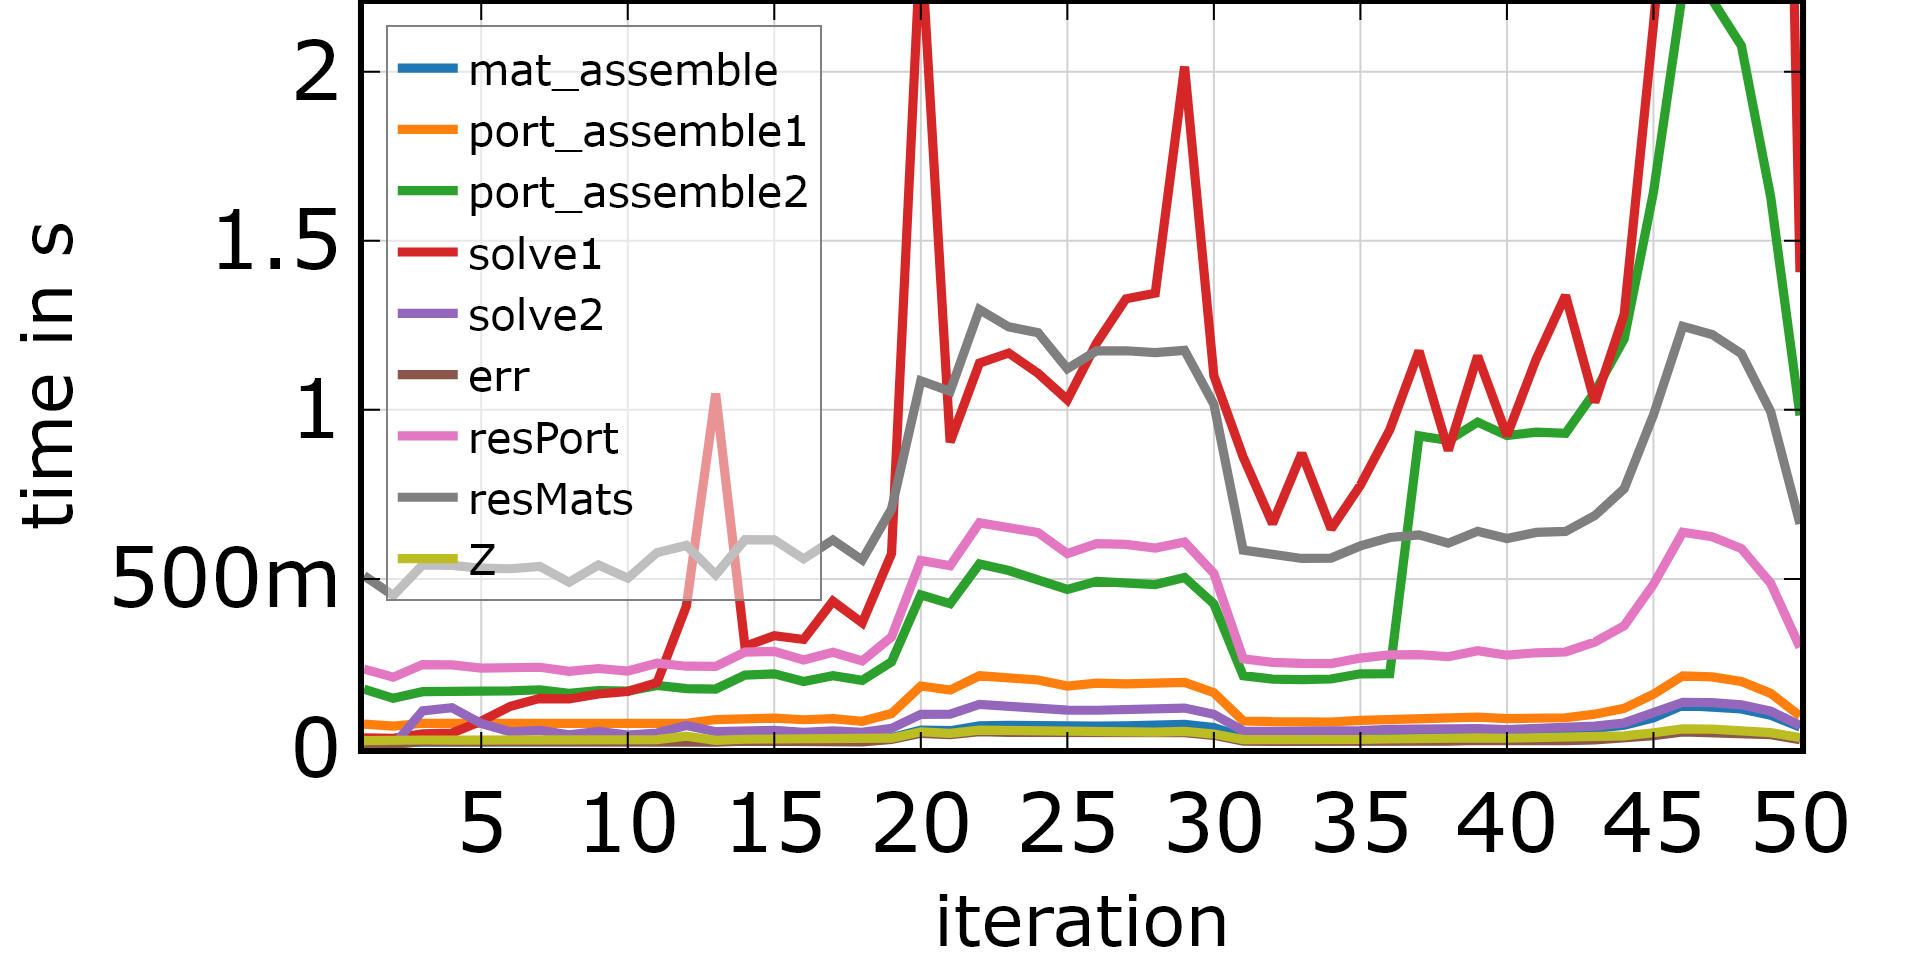 2
1.5
1
500m
0
time in s
mat_assemble
port_assemble1
port_assemble2
solve1
solve2
err
resPort
resMats
Z
5 10 15 20 25 30 35 40 45 50
iteration